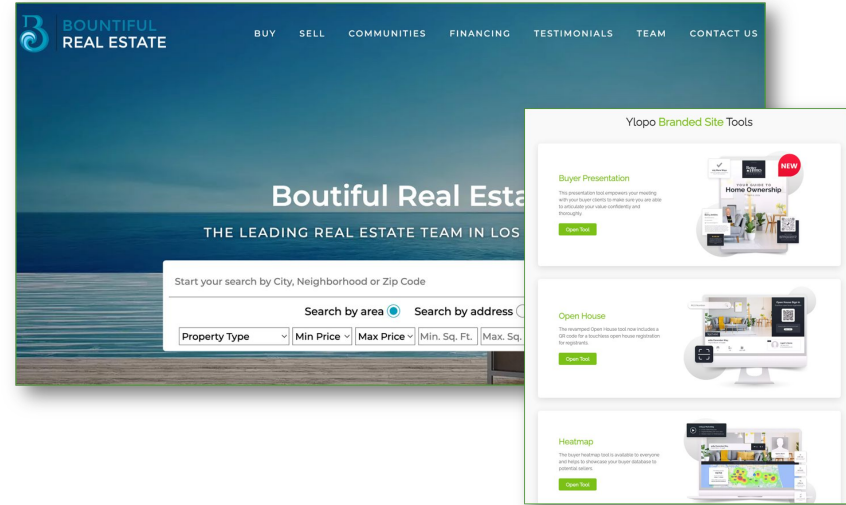 BOUNTIFUL
REAL ESTATE
BUY SELL COMMUNITIES FINANCING TESTIMONIALS TEAM CONTACT US
Boutiful Real Esta
THE LEADING REAL ESTATE TEAM IN LOS
Start your search by City, Neighborhood or Zip Code
Search by area Search by address
Property Type Min Price Max Price Min. Sq. Ft. Max. Sq.
Ylopo Branded Site Tools
Buyer Presentation
This presentation tool empowers your meeting
with your buyer clients to make sure you are able
to articulate your value confidently and
thoroughly.
Open Tool
NEW
YOUR GUIDE TO
Home Ownership
Open House
The revamped Open House tool now includes a
QR code for a touchless open house registration
for registrants.
Open Tool
Heatmap
The buyer heatmap tool is available to everyone
and helps to showcase your buyer database to
potential sellers.
Open Tool